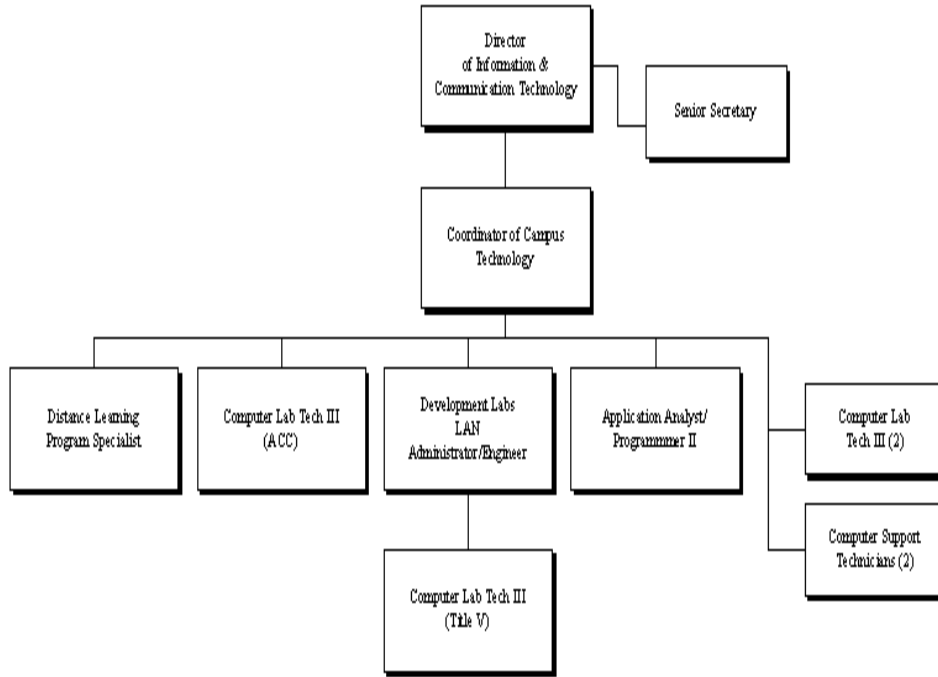 Director
of Information &
Communication Technology
Senior Secretary
Coordinator of Campus
Technology
Distance Learning
Program Specialist
Computer Lab Tech III
(ACC)
Development Labs
LAN
Administrator/Engineer
Application Analyst/
Programmmer II
Computer Lab
Tech III (2)
Computer Support
Technicians (2)
Computer Lab Tech III
(Title V)